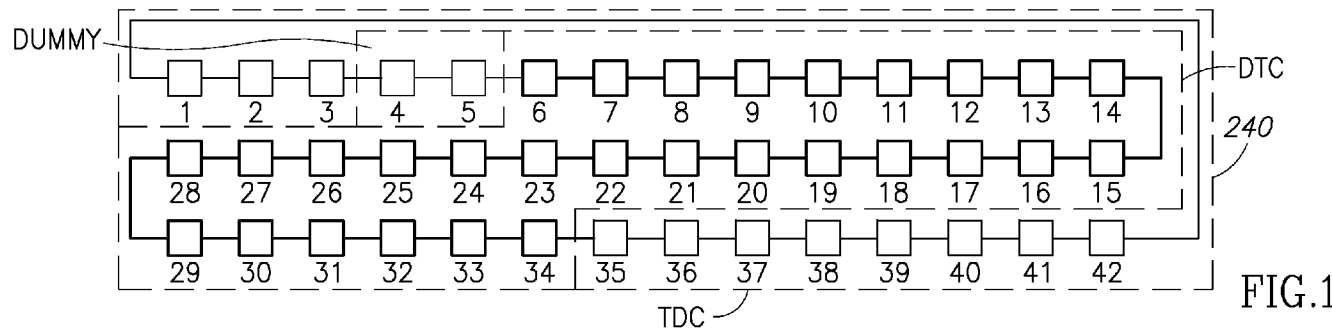 DUMMY
1 2 3 4 5 6 7 8 9 10 11 12 13 14
DTC
240
28 27 26 25 24 23 22 21 20 19 18 17 16 15
29 30 31 32 33 34 35 36 37 38 39 40 41 42
TDC
FIG.1